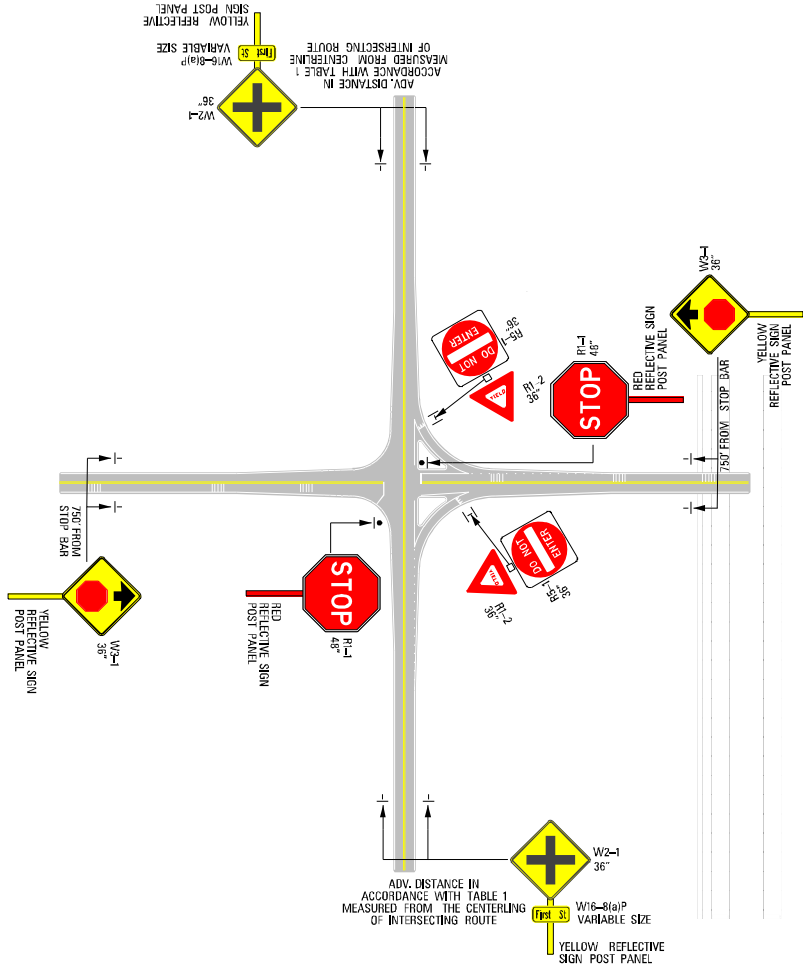 YELLOW REFLECTIVE
SIGN POST PANEL
First St
W16-8(a)P
VARIABLE SIZE
W2-1
36"
ADV. DISTANCE IN
ACCORDANCE WITH TABLE 1
MEASURED FROM CENTERLINE
OF INTERSECTING ROUTE
W3-1
36"
YELLOW
REFLECTIVE SIGN
POST PANEL
750' FROM STOP BAR
DO NOT
ENTER
R5-1
36"
YIELD
R1-2
36"
STOP
R1-1
48"
RED
REFLECTIVE SIGN
POST PANEL
750' FROM
STOP BAR
YELLOW
REFLECTIVE SIGN
POST PANEL
W3-1
36"
RED
REFLECTIVE SIGN
POST PANEL
STOP
R1-1
48"
YIELD
R1-2
36"
DO NOT
ENTER
R5-1
36"
ADV. DISTANCE IN
ACCORDANCE WITH TABLE 1
MEASURED FROM THE CENTERLING
OF INTERSECTING ROUTE
W2-1
36"
First St
W16-8(a)P
VARIABLE SIZE
YELLOW REFLECTIVE
SIGN POST PANEL